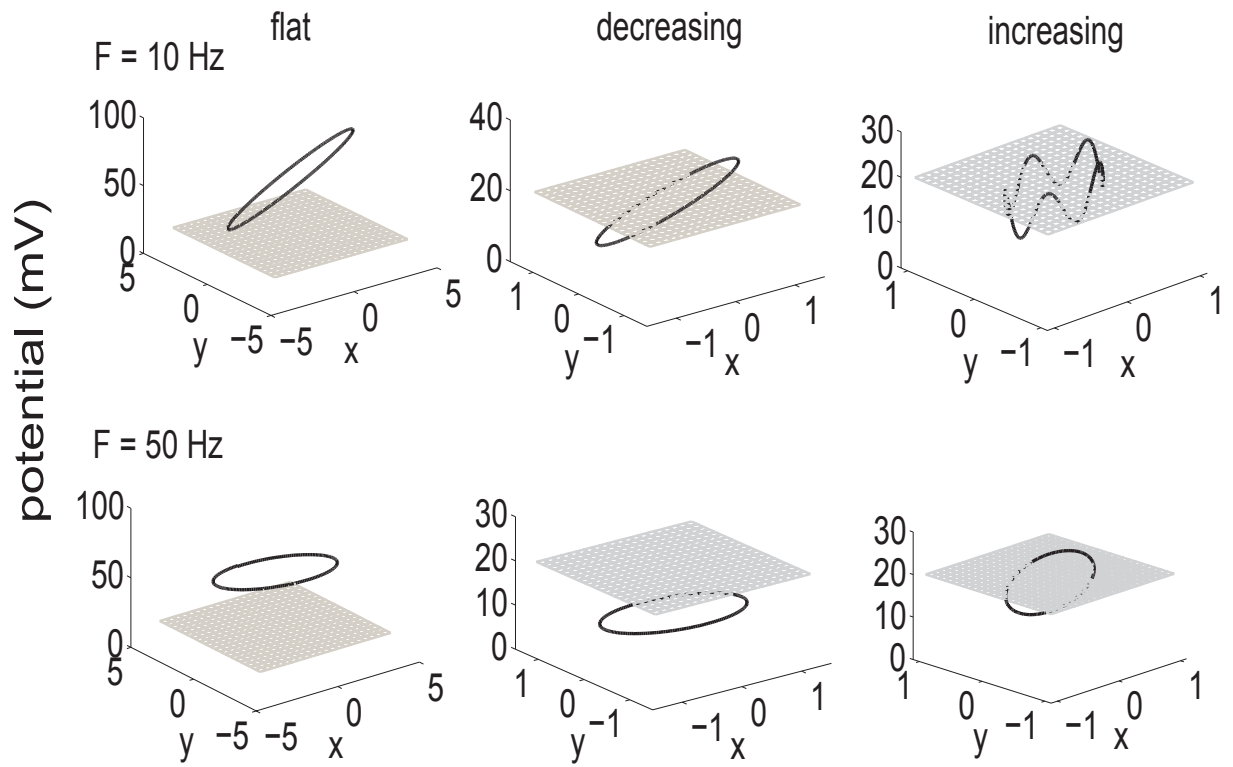 flat decreasing increasing
F = 10 Hz
100 40 30
50 20 20
10
0 0 0
5 0 −5 −5 0 5
y x
1 0 −1 −1 0 1
y x
1 0 −1 −1 0 1
y x
potential (mV)
F = 50 Hz
100 30 30
50 20 20
10 10
0 0 0
5 0 −5 −5 0 5
y x
1 0 −1 −1 0 1
y x
1 0 −1 −1 0 1
y x